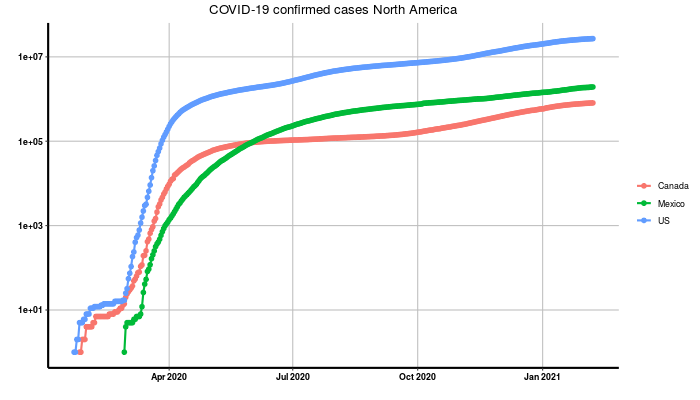 COVID-19 confirmed cases North America
1e+07
1e+05
1e+03
1e+01
Apr 2020 Jul 2020 Oct 2020 Jan 2021
Canada
Mexico
US